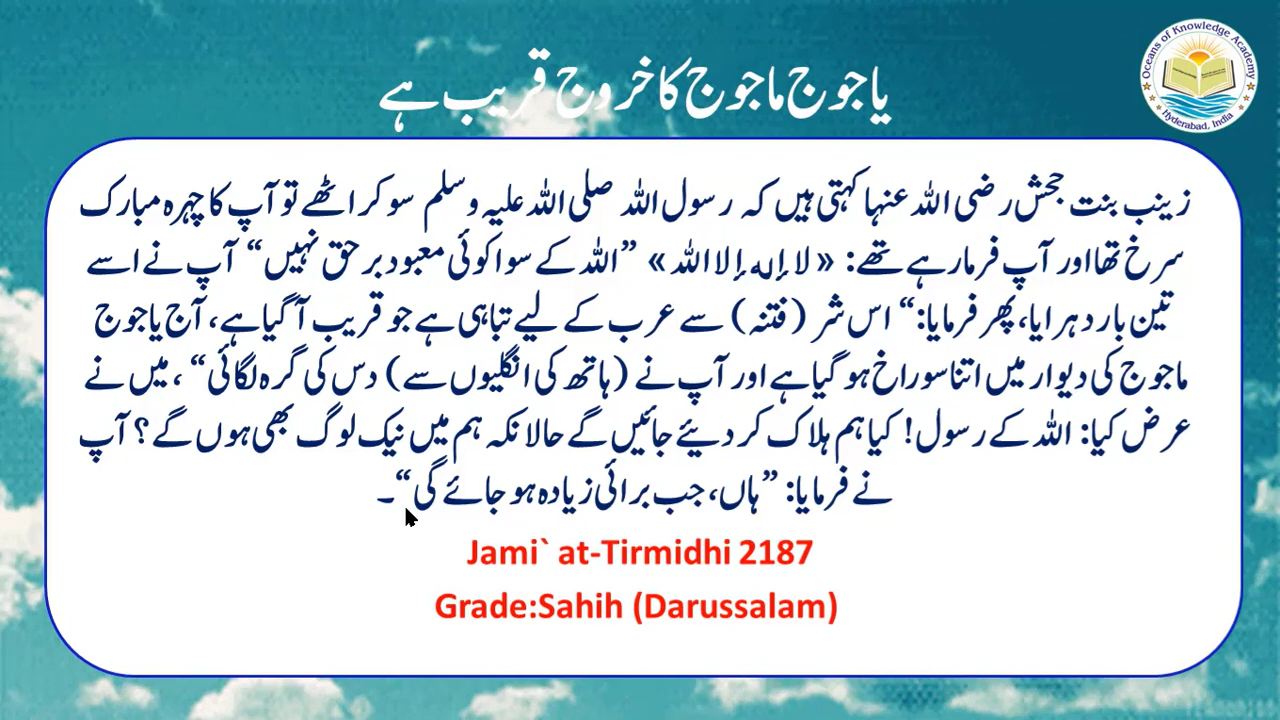 یاجوج ماجوج کا خروج قریب ہے
Oceans of Knowledge Academy
Hyderabad, India
زینب بنت جحش رضی اللہ عنہا کہتی ہیں کہ رسول اللہ صلی اللہ علیہ وسلم سو کر اٹھے تو آپ کا چہرہ مبارک
سرخ تھا اور آپ فرما رہے تھے: «لا إله إلا الله» ”اللہ کے سوا کوئی معبود برحق نہیں“ آپ نے اسے
تین بار دہرایا، پھر فرمایا:“ اس شر (فتنہ) سے عرب کے لیے تباہی ہے جو قریب آ گیا ہے، آج یاجوج
ماجوج کی دیوار میں اتنا سوراخ ہو گیا ہے اور آپ نے (ہاتھ کی انگلیوں سے) دس کی گرہ لگائی“، میں نے
عرض کیا: اللہ کے رسول! کیا ہم ہلاک کر دیئے جائیں گے حالانکہ ہم میں نیک لوگ بھی ہوں گے؟ آپ
نے فرمایا: ”ہاں، جب برائی زیادہ ہو جائے گی“۔
Jami` at-Tirmidhi 2187
Grade:Sahih (Darussalam)